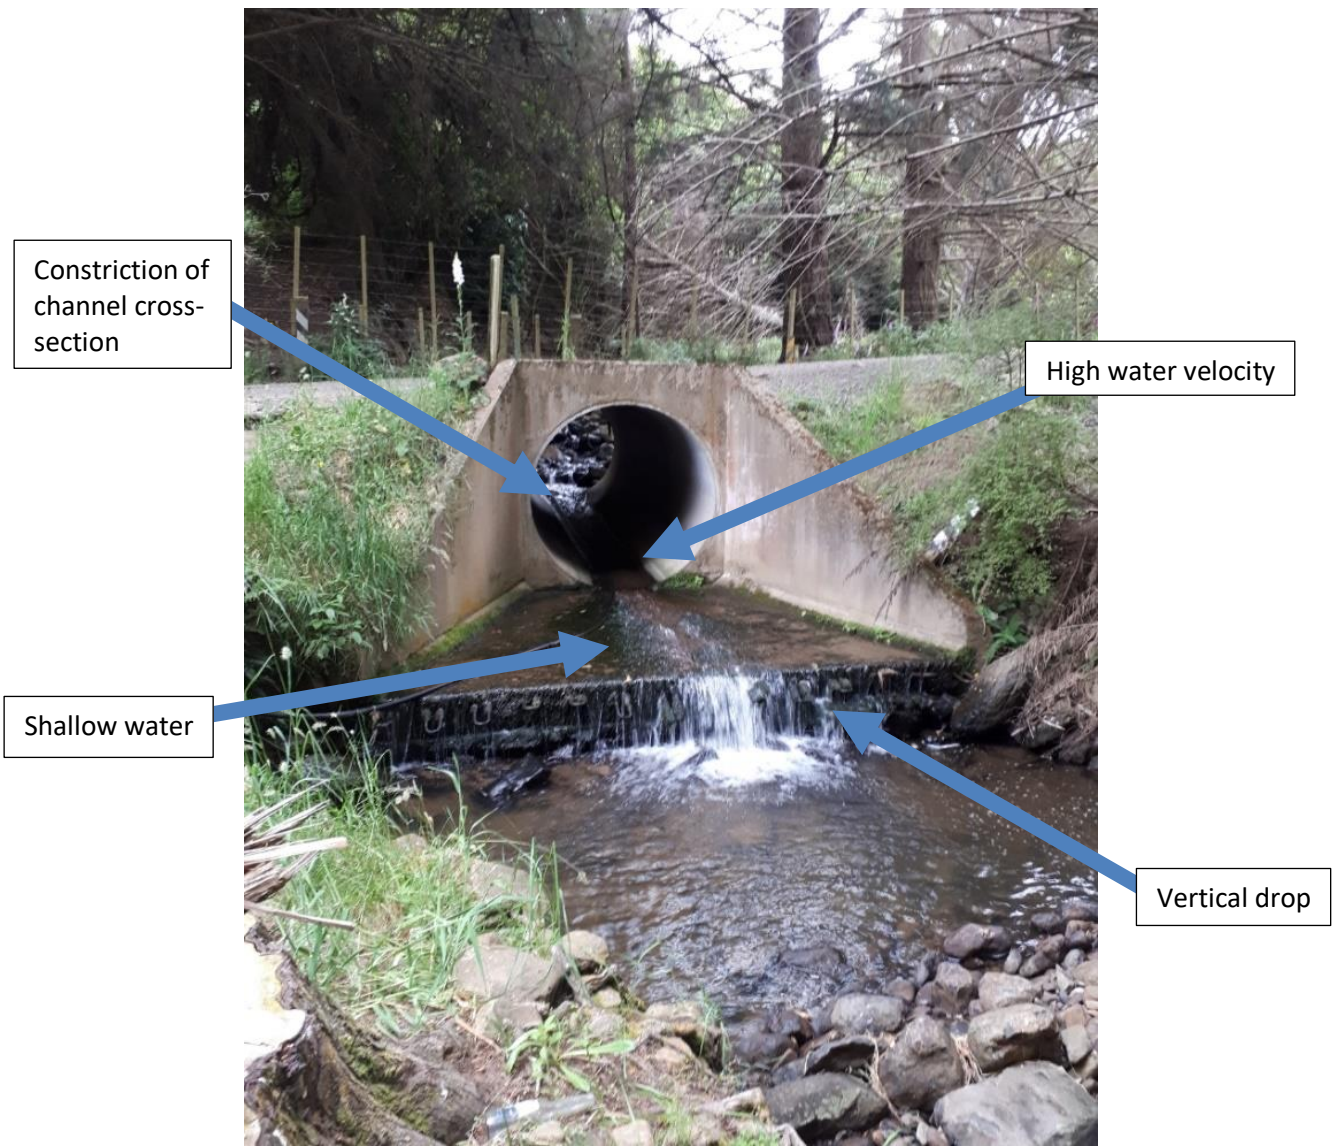 Constriction of
channel cross-
section
High water velocity
Shallow water
Vertical drop